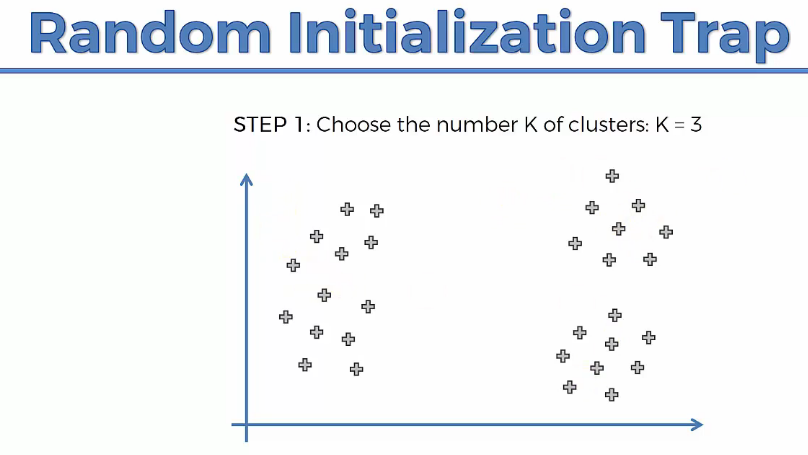 Random Initialization Trap
STEP 1: Choose the number K of clusters: K = 3